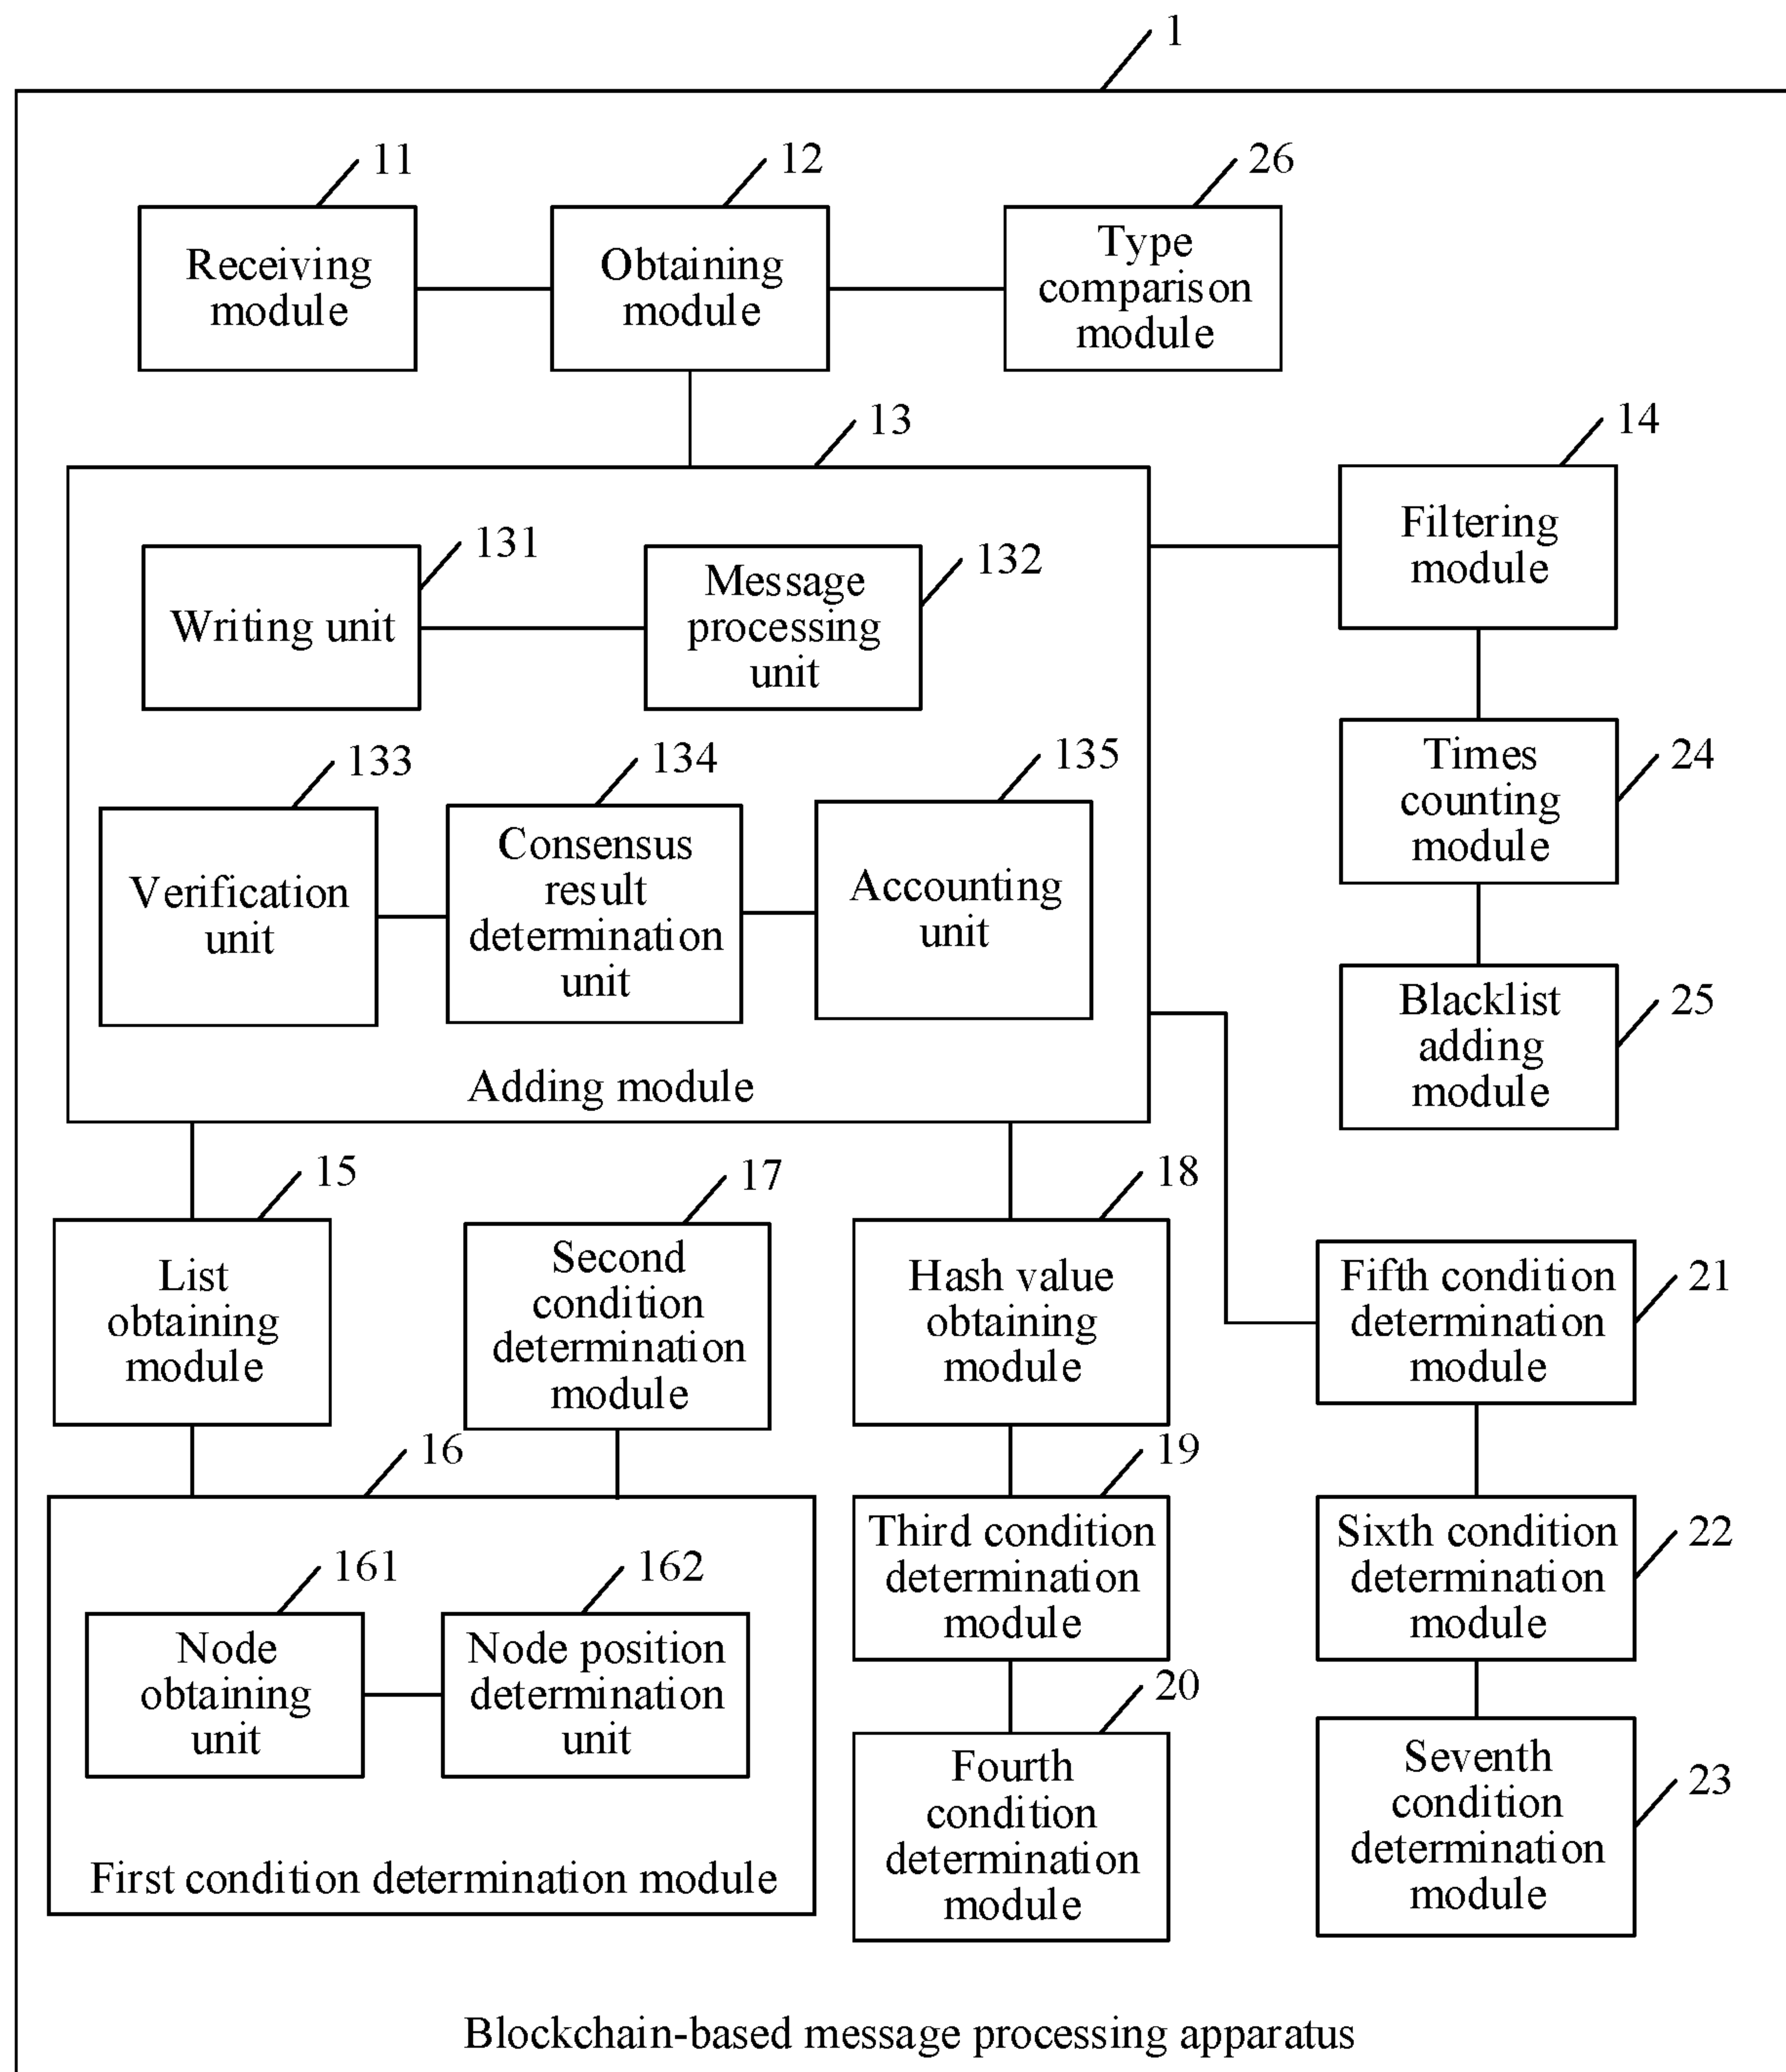 1
11
12
26
Receiving
module
Obtaining
module
Type
comparison
module
13
14
Filtering
module
131
132
Writing unit
Message
processing
unit
133
134
135
Verification
unit
Consensus
result
determination
unit
Accounting
unit
Adding module
24
Times
counting
module
25
Blacklist
adding
module
15
17
18
List
obtaining
module
Second
condition
determination
module
Hash value
obtaining
module
21
Fifth condition
determination
module
16
19
161
162
Node
obtaining
unit
Node position
determination
unit
First condition determination module
Third condition
determination
module
22
Sixth condition
determination
module
20
Fourth
condition
determination
module
23
Seventh
condition
determination
module
Blockchain-based message processing apparatus